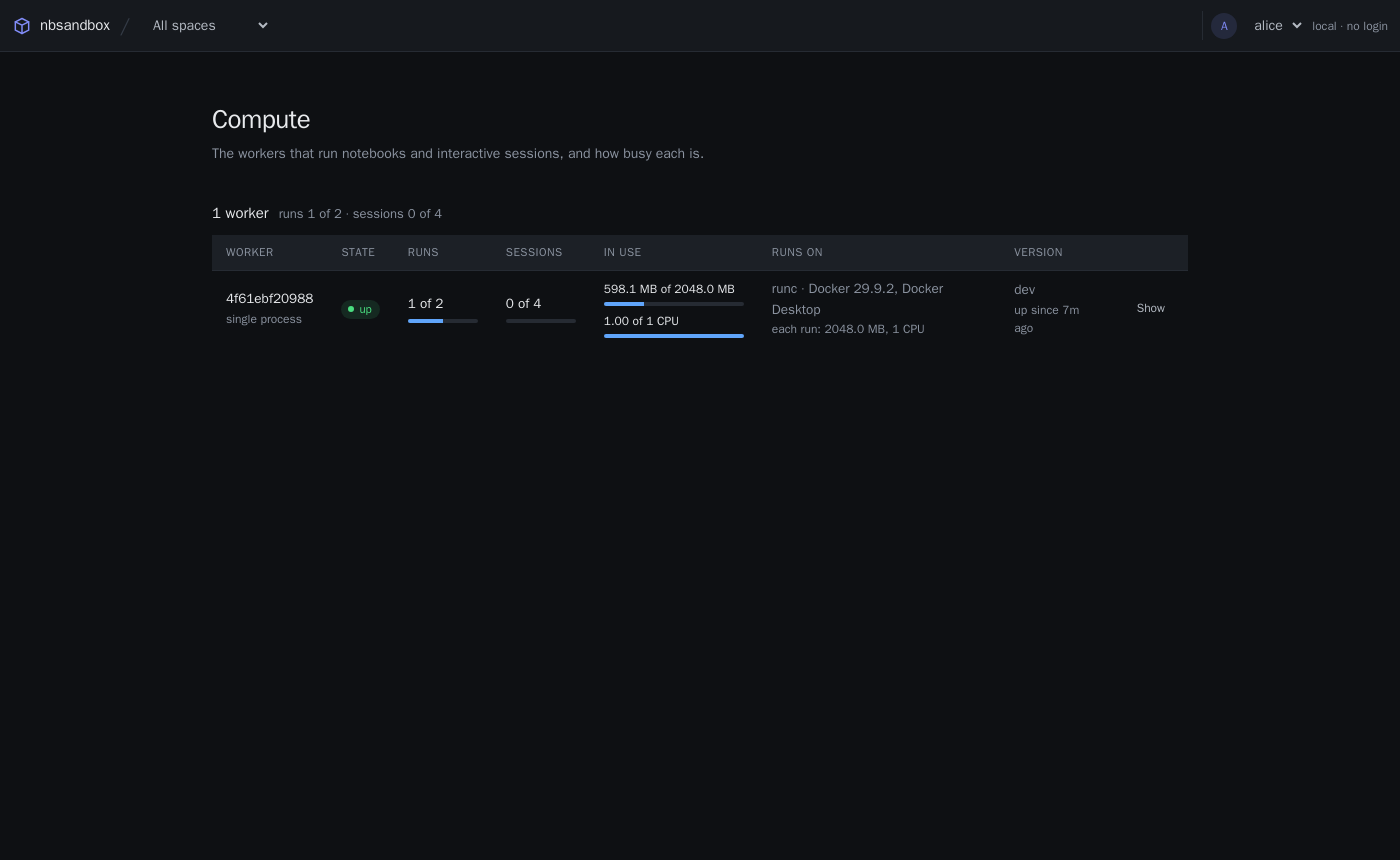 nbsandbox / All spaces
A alice local · no login
Compute
The workers that run notebooks and interactive sessions, and how busy each is.
1 worker runs 1 of 2 · sessions 0 of 4
WORKER STATE RUNS SESSIONS IN USE RUNS ON VERSION
4f61ebf20988
single process
up
1 of 2
0 of 4
598.1 MB of 2048.0 MB
1.00 of 1 CPU
runc · Docker 29.9.2, Docker
Desktop
each run: 2048.0 MB, 1 CPU
dev
up since 7m
ago
Show